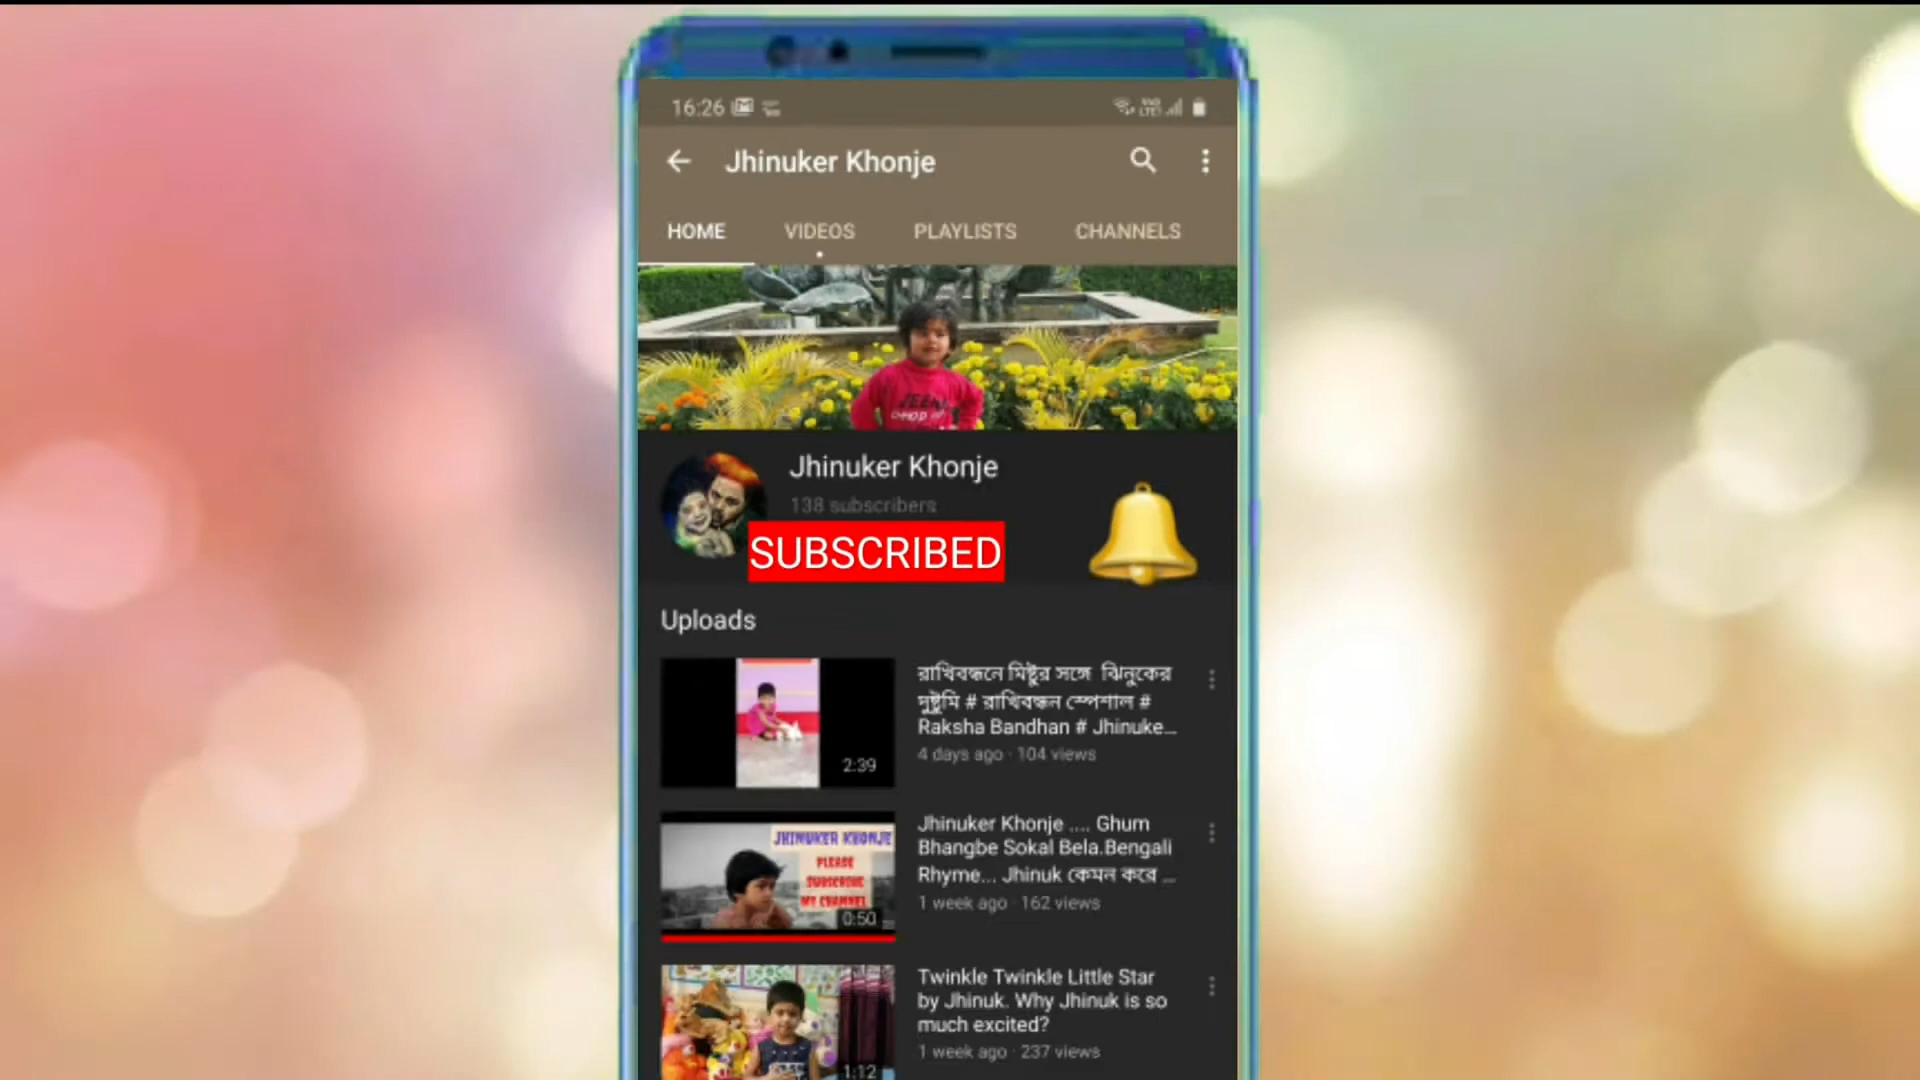 16:26
Jhinuker Khonje
HOME VIDEOS PLAYLISTS CHANNELS
Jhinuker Khonje
138 subscribers
SUBSCRIBED
Uploads
রাখিবন্ধনে মিষ্টুর সঙ্গে ঝিনুকের
দুষ্টুমি # রাখিবন্ধন স্পেশাল #
Raksha Bandhan # Jhinuke...
4 days ago · 104 views
2:39
JHINUKER KHONJE
PLEASE
SUBSCRIBE
MY CHANNEL
0:50
Jhinuker Khonje .... Ghum
Bhangbe Sokal Bela.Bengali
Rhyme... Jhinuk কেমন করে ...
1 week ago · 162 views
Twinkle Twinkle Little Star
by Jhinuk. Why Jhinuk is so
much excited?
1 week ago · 237 views
1:12